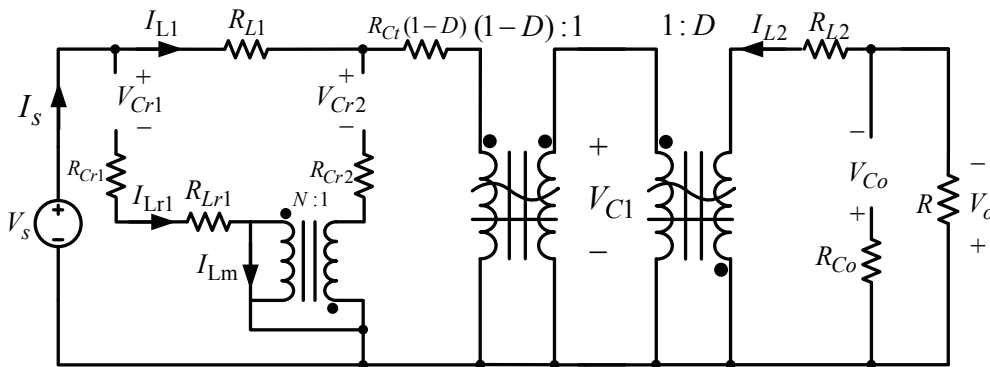 I_L1
R_L1
R_Ct(1−D)
(1−D):1
1:D
I_L2
R_L2
I_s
+
V_Cr1
−
+
V_Cr2
−
R_Cr1
I_Lr1
R_Lr1
N:1
R_Cr2
I_Lm
V_s
+
−
+
V_C1
−
−
V_Co
+
R_Co
R
−
V_o
+